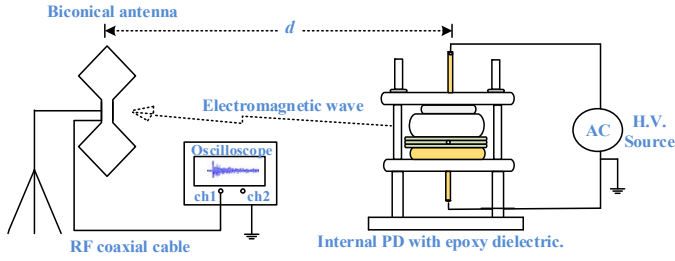 Biconical antenna
d
Electromagnetic wave
AC
H.V.
Source
Oscilloscope
ch1
ch2
RF coaxial cable
Internal PD with epoxy dielectric.